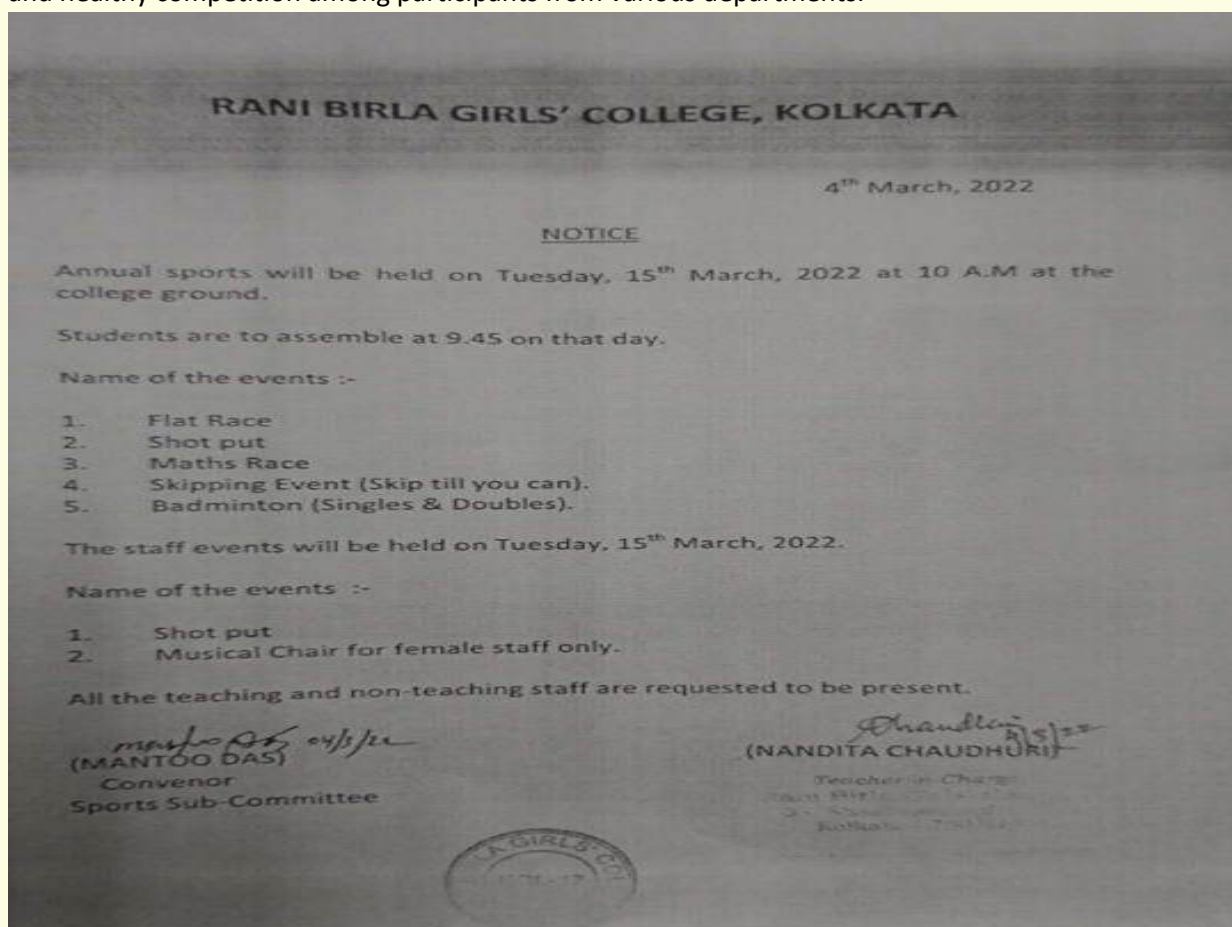 and healthy competition among participants from various departments.
RANI BIRLA GIRLS' COLLEGE, KOLKATA
4th March, 2022
NOTICE
Annual sports will be held on Tuesday, 15th March, 2022 at 10 A.M at the
college ground.
Students are to assemble at 9.45 on that day.
Name of the events :-
1. Flat Race
2. Shot put
3. Maths Race
4. Skipping Event (Skip till you can).
5. Badminton (Singles & Doubles).
The staff events will be held on Tuesday, 15th March, 2022.
Name of the events :-
1. Shot put
2. Musical Chair for female staff only.
All the teaching and non-teaching staff are requested to be present.
04/3/22
(MANTOO DAS)
Convenor
Sports Sub-Committee
(NANDITA CHAUDHURI)
Teacher-in-Charge
Kolkata
GIRLS'